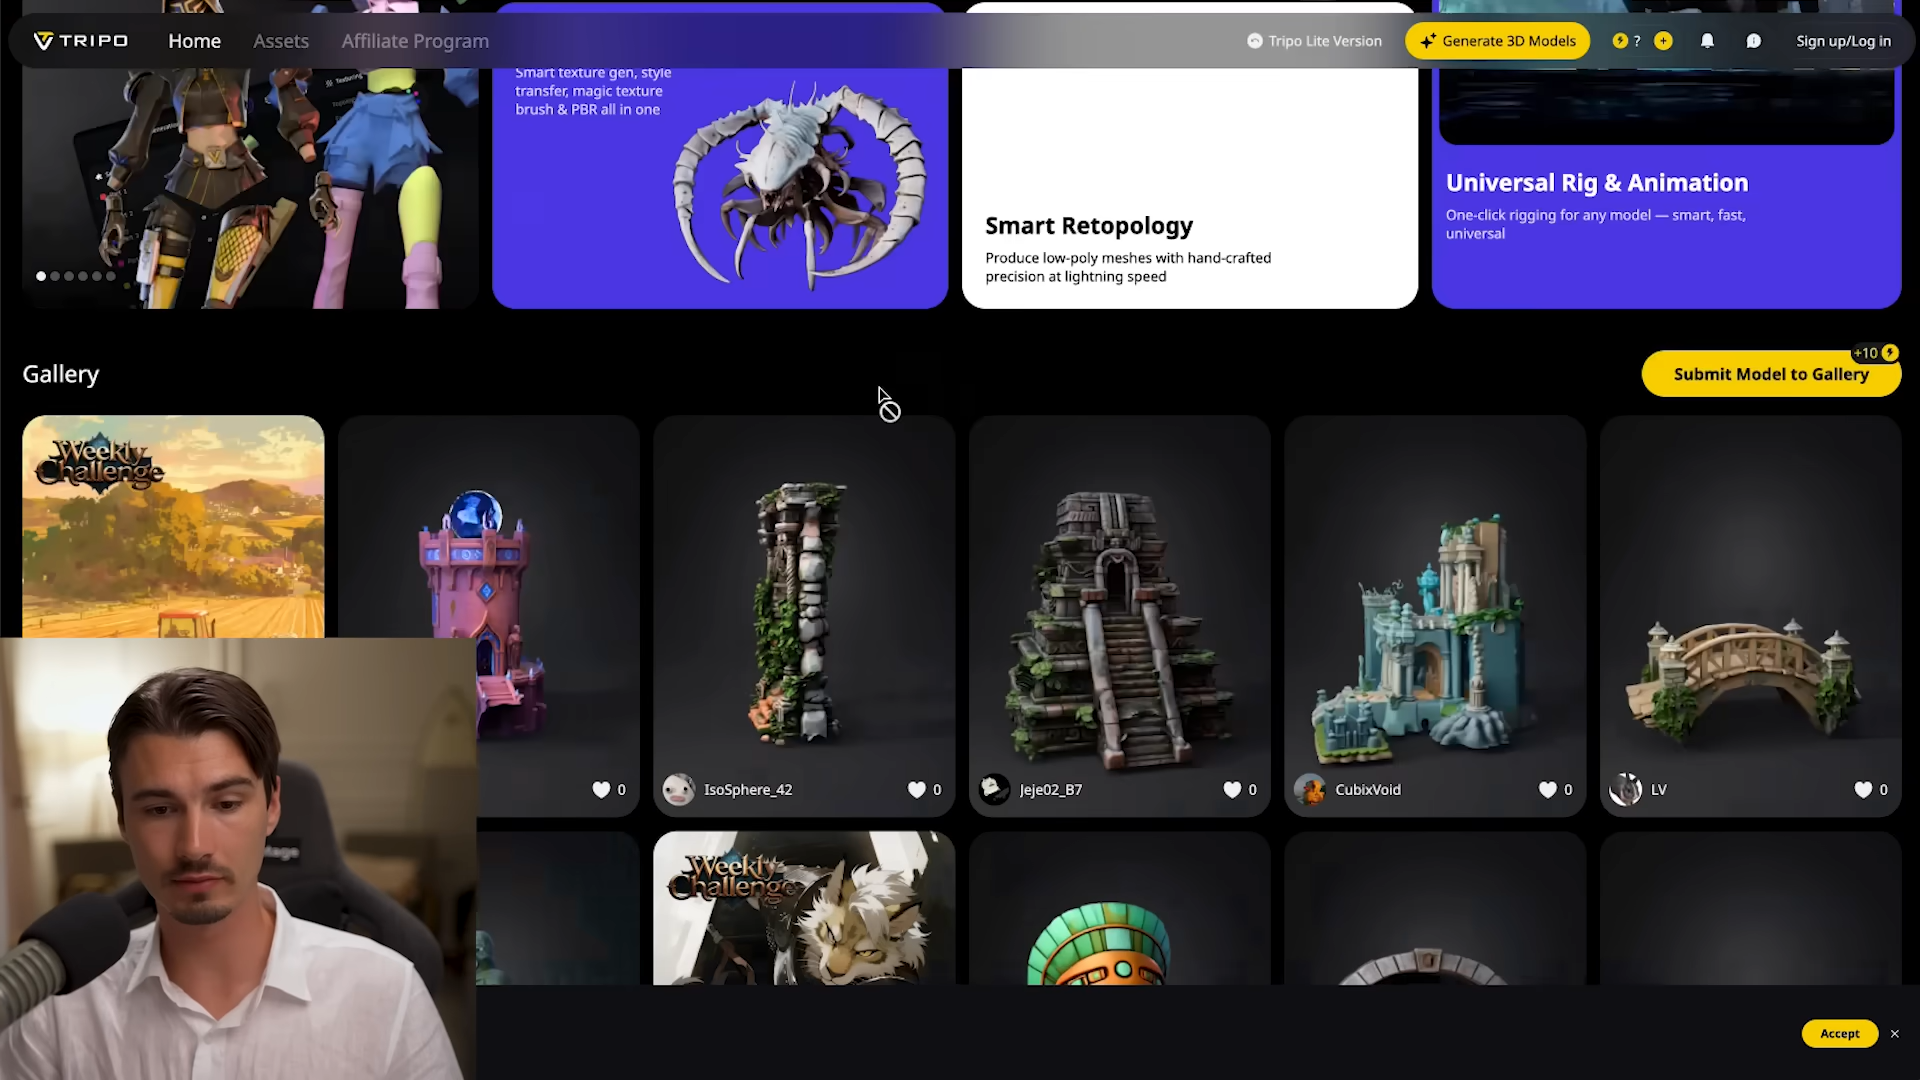 TRIPO
Home
Assets
Affiliate Program
Tripo Lite Version
Generate 3D Models
?
+
Sign up/Log in
Smart texture gen, style
transfer, magic texture
brush & PBR all in one
Smart Retopology
Produce low-poly meshes with hand-crafted
precision at lightning speed
Universal Rig & Animation
One-click rigging for any model — smart, fast,
universal
Gallery
+10
Submit Model to Gallery
Weekly
Challenge
0
IsoSphere_42
0
Jeje02_B7
0
CubixVoid
0
LV
0
Weekly
Challenge
Accept
×